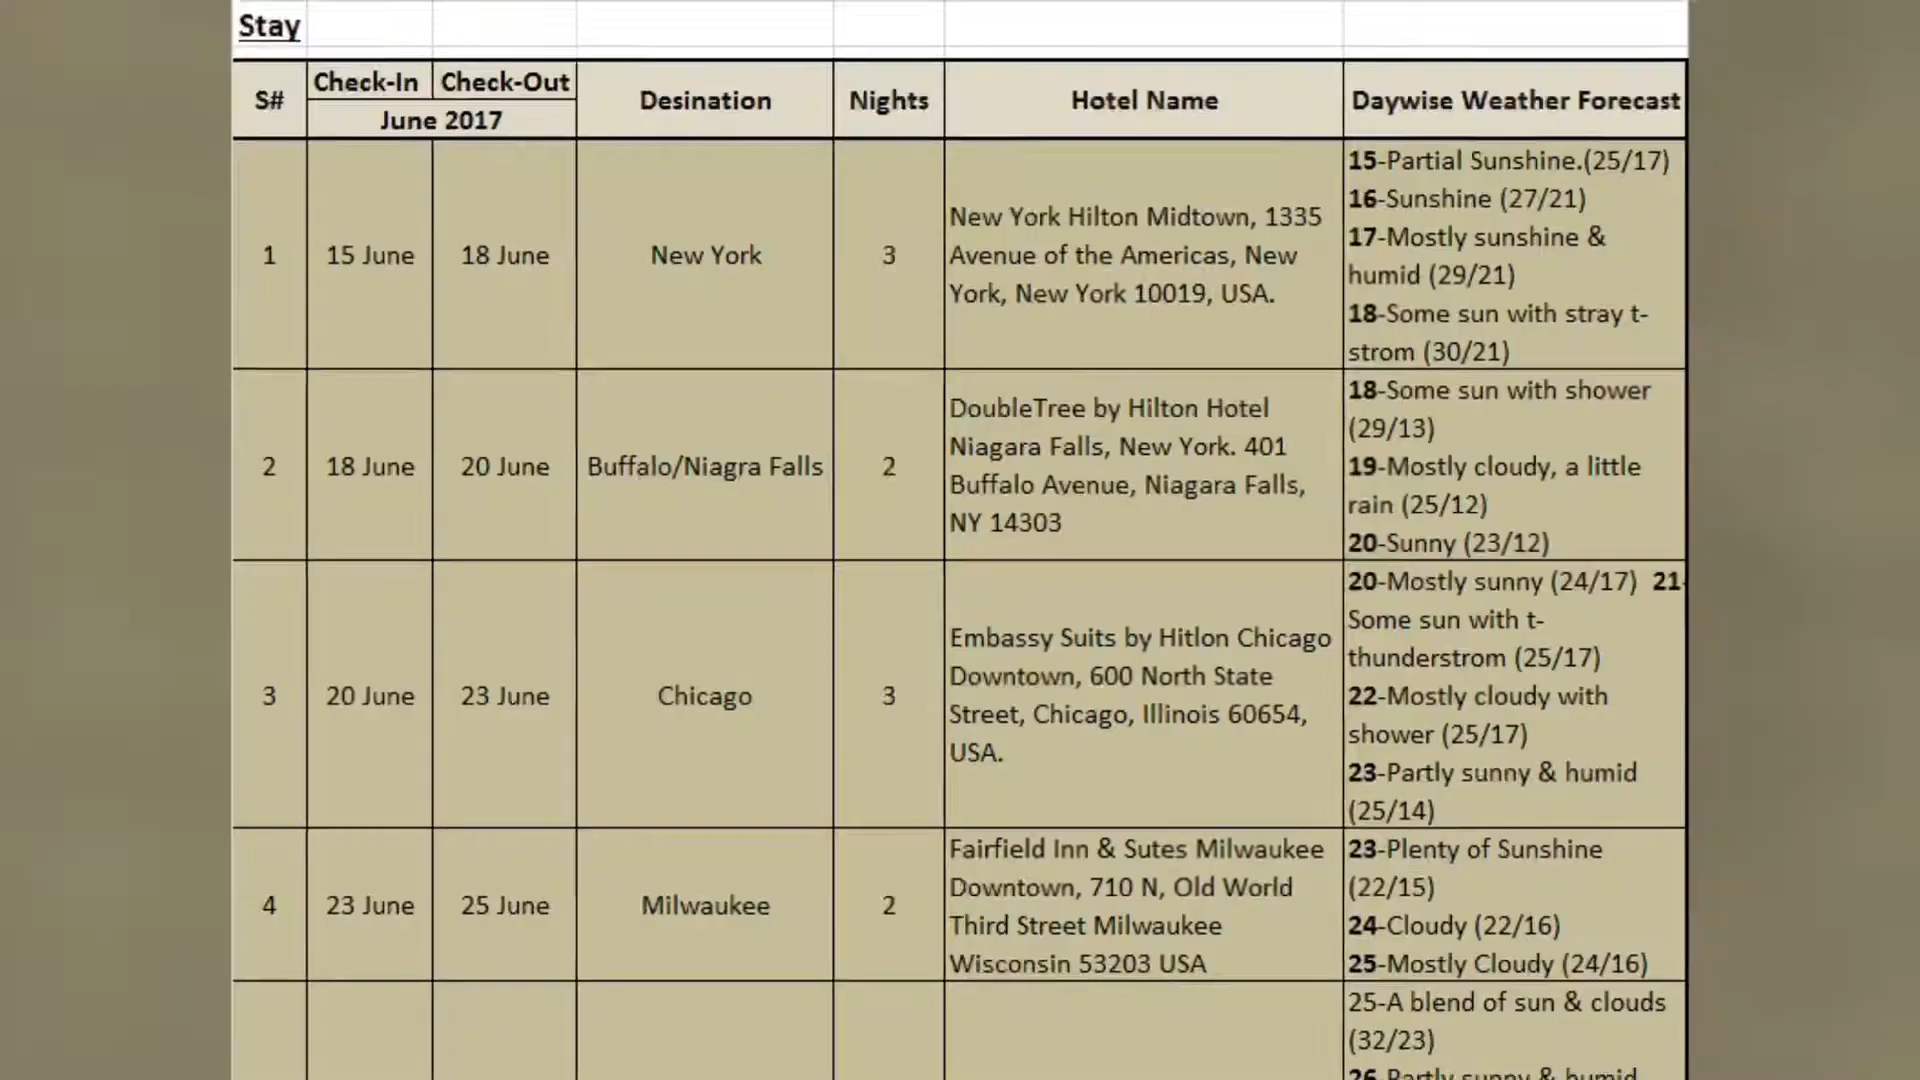 Stay
S#
Check-In
Check-Out
June 2017
Desination
Nights
Hotel Name
Daywise Weather Forecast
1
15 June
18 June
New York
3
New York Hilton Midtown, 1335
Avenue of the Americas, New
York, New York 10019, USA.
15-Partial Sunshine.(25/17)
16-Sunshine (27/21)
17-Mostly sunshine &
humid (29/21)
18-Some sun with stray t-
strom (30/21)
2
18 June
20 June
Buffalo/Niagra Falls
2
DoubleTree by Hilton Hotel
Niagara Falls, New York. 401
Buffalo Avenue, Niagara Falls,
NY 14303
18-Some sun with shower
(29/13)
19-Mostly cloudy, a little
rain (25/12)
20-Sunny (23/12)
3
20 June
23 June
Chicago
3
Embassy Suits by Hitlon Chicago
Downtown, 600 North State
Street, Chicago, Illinois 60654,
USA.
20-Mostly sunny (24/17) 21-
Some sun with t-
thunderstrom (25/17)
22-Mostly cloudy with
shower (25/17)
23-Partly sunny & humid
(25/14)
4
23 June
25 June
Milwaukee
2
Fairfield Inn & Sutes Milwaukee
Downtown, 710 N, Old World
Third Street Milwaukee
Wisconsin 53203 USA
23-Plenty of Sunshine
(22/15)
24-Cloudy (22/16)
25-Mostly Cloudy (24/16)
25-A blend of sun & clouds
(32/23)
26-Partly sunny & humid